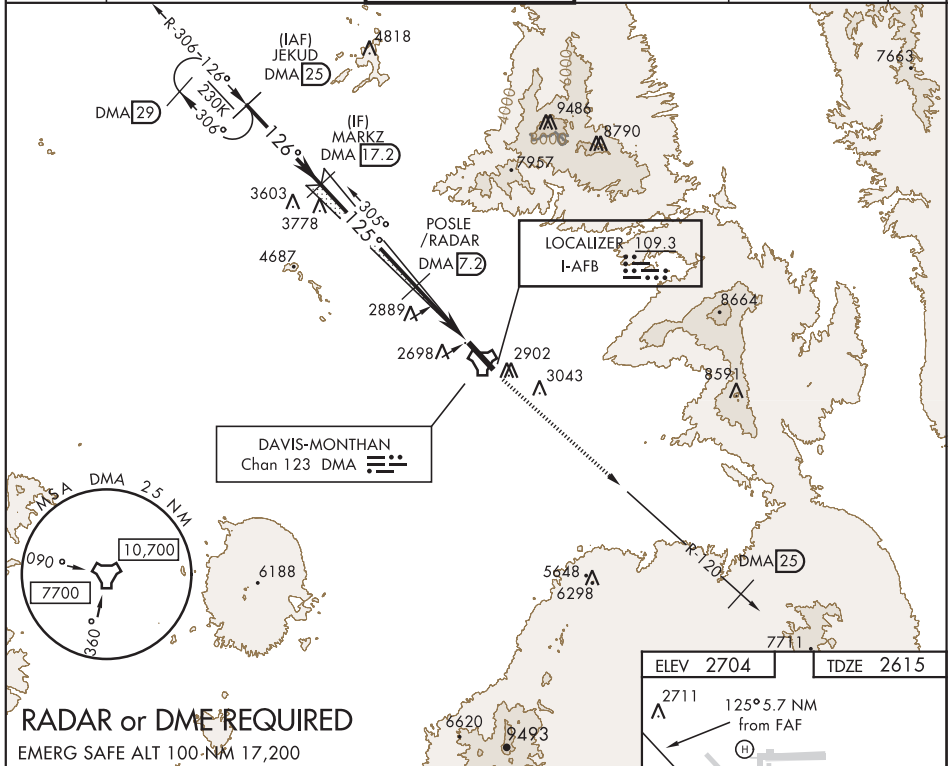 R-306
126°
(IAF)
JEKUD
DMA 25
4818
7663
230K
306°
DMA 29
126°
(IF)
MARKZ
DMA 17.2
4000
6000
9486
8790
7957
3603
3778
305°
125°
POSLE
/RADAR
DMA 7.2
LOCALIZER 109.3
I-AFB
4687
2889
8664
2698
2902
3043
8591
DAVIS-MONTHAN
Chan 123 DMA
MSA DMA 25 NM
090°
10,700
7700
360°
6188
R-120
DMA 25
5648
6298
7711
ELEV 2704
TDZE 2615
2711
125° 5.7 NM
from FAF
H
RADAR or DME REQUIRED
EMERG SAFE ALT 100 NM 17,200
6620
9493